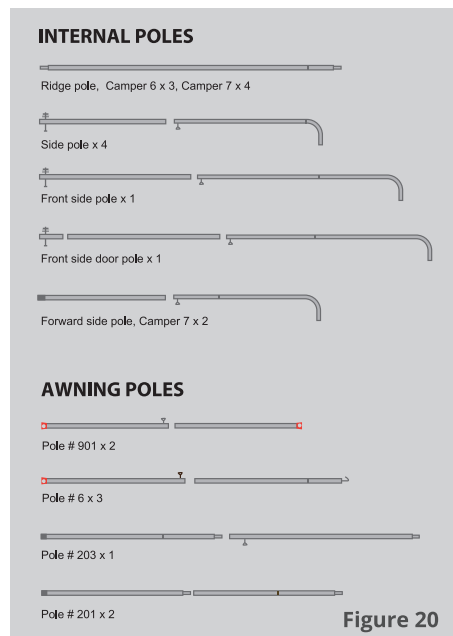 INTERNAL POLES
Ridge pole, Camper 6 x 3, Camper 7 x 4
Side pole x 4
Front side pole x 1
Front side door pole x 1
Forward side pole, Camper 7 x 2
AWNING POLES
Pole # 901 x 2
Pole # 6 x 3
Pole # 203 x 1
Pole # 201 x 2
Figure 20